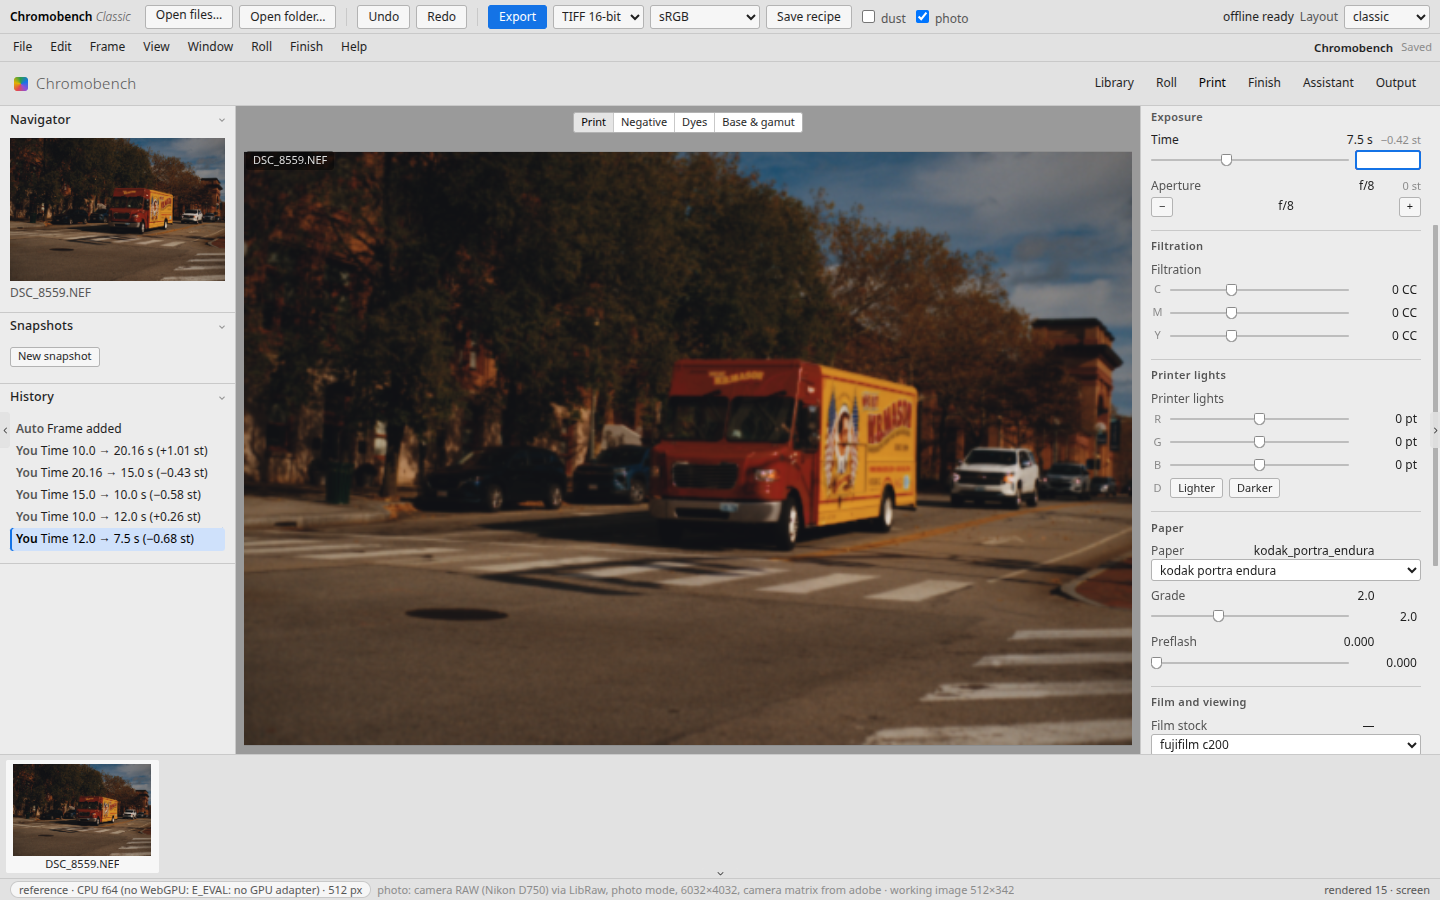 Chromobench Classic Open files... Open folder... Undo Redo Export TIFF 16-bit sRGB Save recipe dust photo offline ready Layout classic
File Edit Frame View Window Roll Finish Help Chromobench Saved
Chromobench Library Roll Print Finish Assistant Output
Navigator
DSC_8559.NEF
Snapshots
New snapshot
History
Auto Frame added
You Time 10.0 → 20.16 s (+1.01 st)
You Time 20.16 → 15.0 s (−0.43 st)
You Time 15.0 → 10.0 s (−0.58 st)
You Time 10.0 → 12.0 s (+0.26 st)
You Time 12.0 → 7.5 s (−0.68 st)
Print Negative Dyes Base & gamut
DSC_8559.NEF
Exposure
Time 7.5 s −0.42 st
Aperture f/8 0 st
− f/8 +
Filtration
Filtration
C 0 CC
M 0 CC
Y 0 CC
Printer lights
Printer lights
R 0 pt
G 0 pt
B 0 pt
D Lighter Darker
Paper
Paper kodak_portra_endura
kodak portra endura
Grade 2.0
2.0
Preflash 0.000
0.000
Film and viewing
Film stock —
fujifilm c200
DSC_8559.NEF
reference · CPU f64 (no WebGPU: E_EVAL: no GPU adapter) · 512 px photo: camera RAW (Nikon D750) via LibRaw, photo mode, 6032×4032, camera matrix from adobe · working image 512×342 rendered 15 · screen